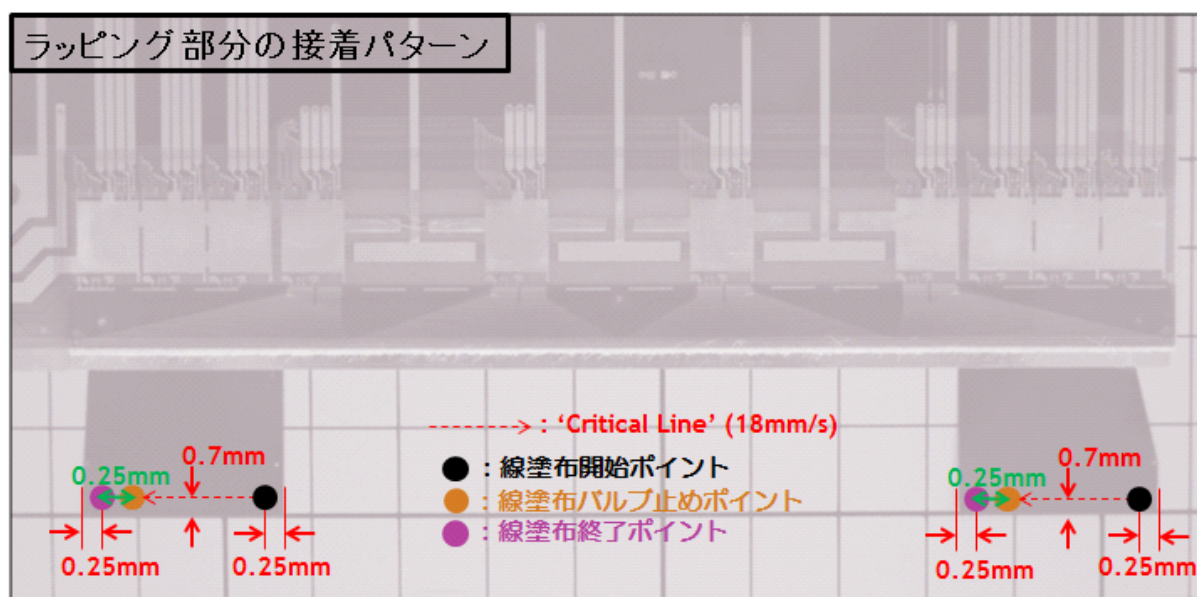 ラッピング部分の接着パターン
: ‘Critical Line’ (18mm/s)
: 線塗布開始ポイント
: 線塗布バルブ止めポイント
: 線塗布終了ポイント
0.7mm
0.25mm
0.25mm
0.25mm
0.7mm
0.25mm
0.25mm
0.25mm